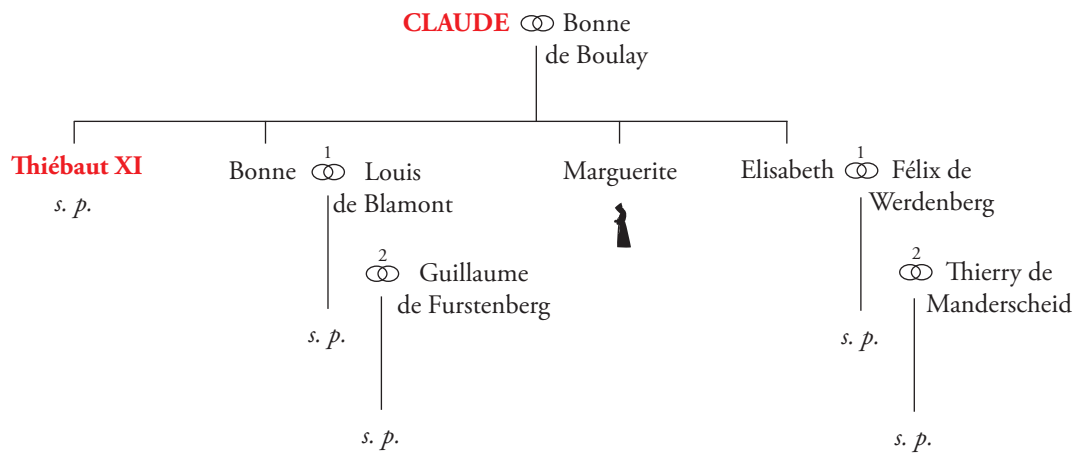 CLAUDE Bonne
de Boulay
Thiébaut XI
s. p.
Bonne 1 Louis
de Blamont
Marguerite
Elisabeth 1 Félix de
Werdenberg
2 Guillaume
de Furstenberg
2 Thierry de
Manderscheid
s. p.
s. p.
s. p.
s. p.